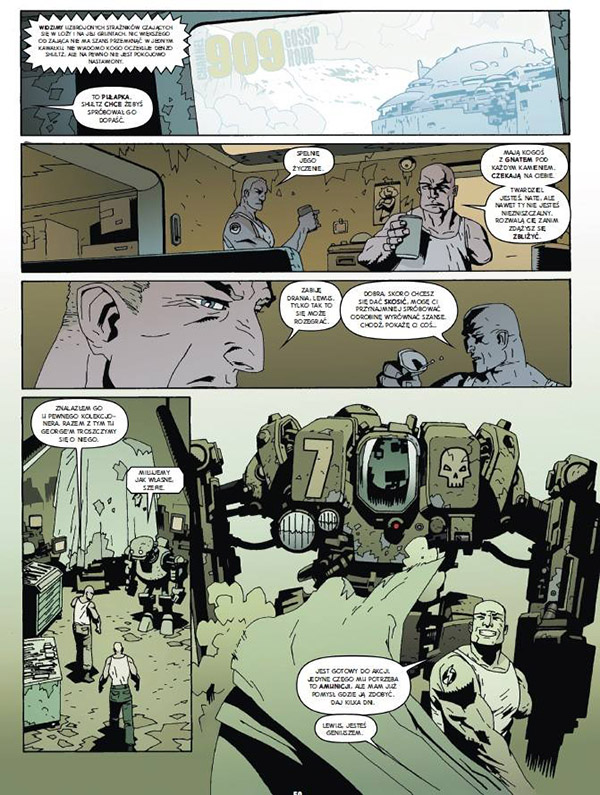 WIDZIMY UZBROJONYCH STRAŻNIKÓW CZAJĄCYCH
SIĘ W LOŻY I NA JEJ GRUNTACH. NIC WIĘKSZEGO
OD ZAJĄCA NIE MA SZANS PRZEMKNĄĆ W JEDNYM
KAWAŁKU. NIE WIADOMO KOGO OCZEKUJE DENZO
SHULTZ, ALE NA PEWNO NIE JEST POKOJOWO
NASTAWIONY.
CHANNEL
909
GOSSIP
HOUR
TO PUŁAPKA.
SHULTZ CHCE ŻEBYŚ
SPRÓBOWAŁ GO
DOPAŚĆ.
SPEŁNIĘ
JEGO
ŻYCZENIE.
MAJĄ KOGOŚ
Z GNATEM POD
KAŻDYM KAMIENIEM.
CZEKAJĄ NA CIEBIE.
TWARDZIEL
JESTEŚ, NATE, ALE
NAWET TY NIE JESTEŚ
NIEZNISZCZALNY.
ROZWALĄ CIĘ ZANIM
ZDĄŻYSZ SIĘ
ZBLIŻYĆ.
ZABIJĘ
DRANIA, LEWIS.
TYLKO TAK TO
SIĘ MOŻE
ROZEGRAĆ.
DOBRA, SKORO CHCESZ
SIĘ DAĆ SKOSIĆ, MOGĘ CI
PRZYNAJMNIEJ SPRÓBOWAĆ
ODROBINĘ WYRÓWNAĆ SZANSE.
CHODŹ, POKAŻĘ CI COŚ...
ZNALAZŁEM GO
U PEWNEGO KOLEKCJO-
NERA. RAZEM Z TYM TU
GEORGE'M TROSZCZYMY
SIĘ O NIEGO.
MIŁUJEMY
JAK WŁASNE,
SZEFIE.
7
JEST GOTOWY DO AKCJI.
JEDYNE CZEGO MU POTRZEBA
TO AMUNICJI. ALE MAM JUŻ
POMYSŁ GDZIE JĄ ZDOBYĆ.
DAJ KILKA DNI.
LEWIS, JESTEŚ
GENIUSZEM.